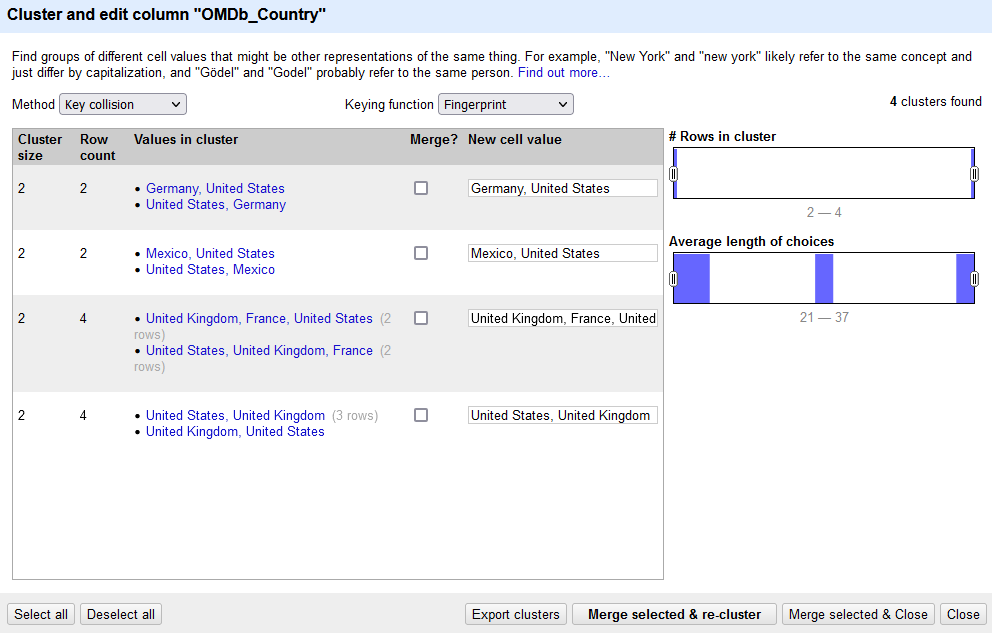 Cluster and edit column "OMDb_Country"
Find groups of different cell values that might be other representations of the same thing. For example, "New York" and "new york" likely refer to the same concept and
just differ by capitalization, and "Gödel" and "Godel" probably refer to the same person. Find out more...
Method Key collision Keying function Fingerprint 4 clusters found
Cluster size Row count Values in cluster Merge? New cell value
2 2 • Germany, United States Germany, United States
• United States, Germany
2 2 • Mexico, United States Mexico, United States
• United States, Mexico
2 4 • United Kingdom, France, United States (2 United Kingdom, France, United
rows)
• United States, United Kingdom, France (2
rows)
2 4 • United States, United Kingdom (3 rows) United States, United Kingdom
• United Kingdom, United States
# Rows in cluster
2 — 4
Average length of choices
21 — 37
Select all Deselect all Export clusters Merge selected & re-cluster Merge selected & Close Close